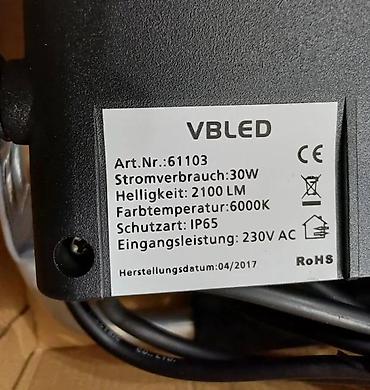 VBLED
Art.Nr.:61103
Stromverbrauch:30W
Helligkeit: 2100 LM
Farbtemperatur:6000K
Schutzart: IP65
Eingangsleistung: 230V AC
Herstellungsdatum:04/2017
CE
RoHS